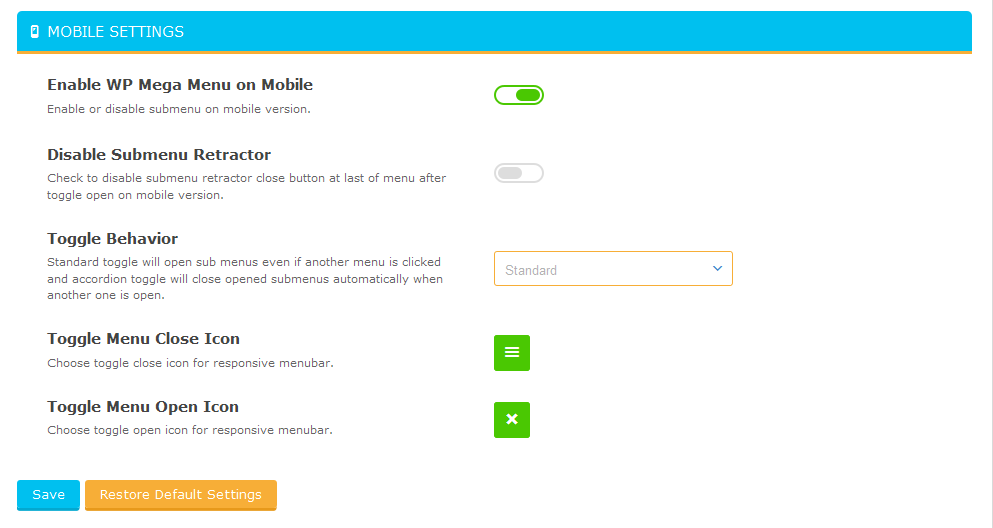 MOBILE SETTINGS
Enable WP Mega Menu on Mobile
Enable or disable submenu on mobile version.
Disable Submenu Retractor
Check to disable submenu retractor close button at last of menu after
toggle open on mobile version.
Toggle Behavior
Standard toggle will open sub menus even if another menu is clicked
and accordion toggle will close opened submenus automatically when
another one is open.
Standard
Toggle Menu Close Icon
Choose toggle close icon for responsive menubar.
Toggle Menu Open Icon
Choose toggle open icon for responsive menubar.
Save
Restore Default Settings